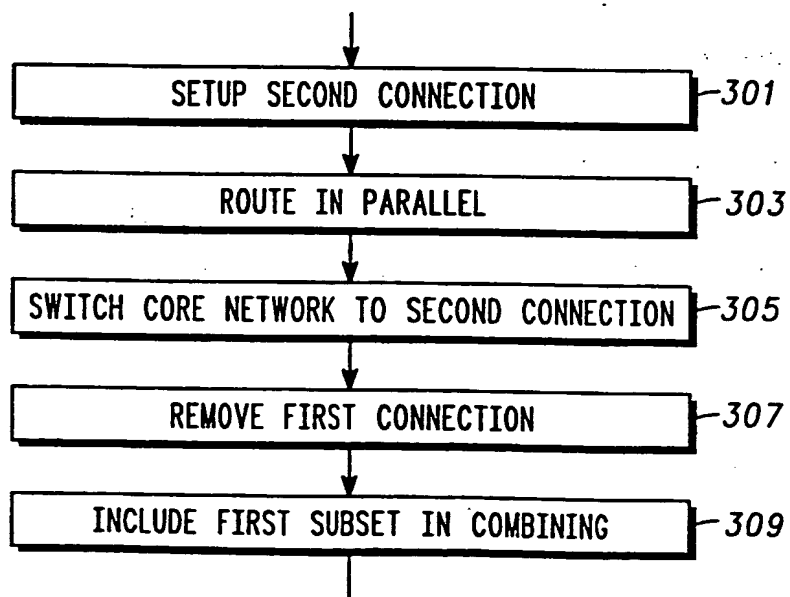 SETUP SECOND CONNECTION 301
ROUTE IN PARALLEL 303
SWITCH CORE NETWORK TO SECOND CONNECTION 305
REMOVE FIRST CONNECTION 307
INCLUDE FIRST SUBSET IN COMBINING 309